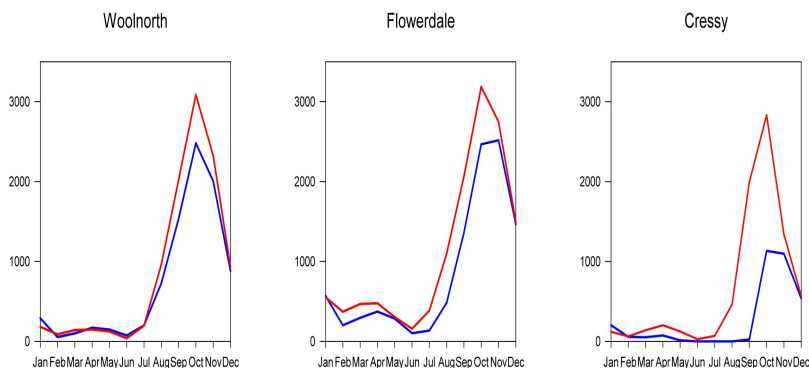 Woolnorth Flowerdale Cressy
3000 3000 3000
2000 2000 2000
1000 1000 1000
0 0 0
Jan Feb Mar Apr May Jun Jul Aug Sep Oct Nov Dec Jan Feb Mar Apr May Jun Jul Aug Sep Oct Nov Dec Jan Feb Mar Apr May Jun Jul Aug Sep Oct Nov Dec